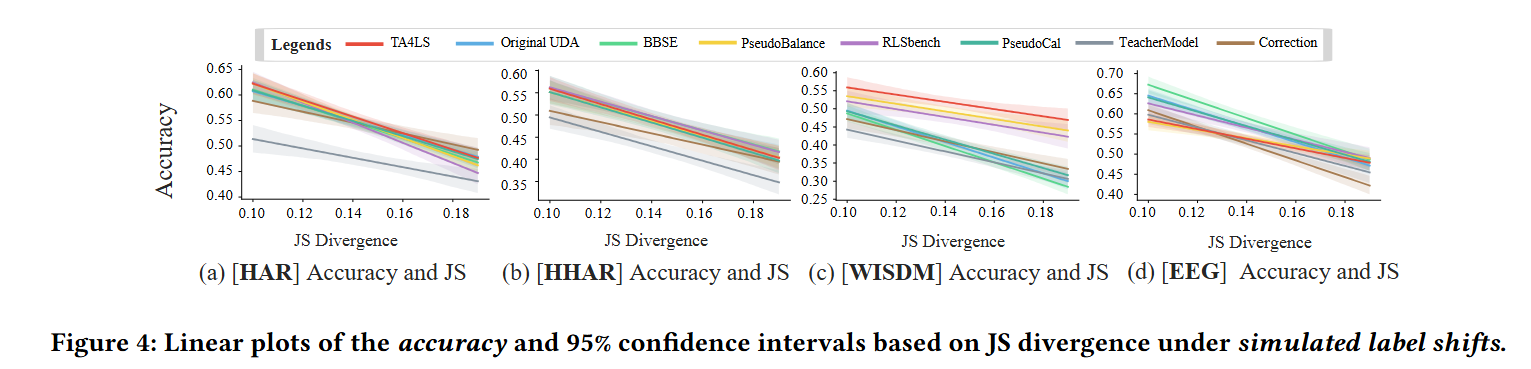 Legends TA4LS Original UDA BBSE PseudoBalance RLSbench PseudoCal TeacherModel Correction
Accuracy
0.65
0.60
0.55
0.50
0.45
0.40
0.10 0.12 0.14 0.16 0.18
JS Divergence
(a) [HAR] Accuracy and JS
0.60
0.55
0.50
0.45
0.40
0.35
0.10 0.12 0.14 0.16 0.18
JS Divergence
(b) [HHAR] Accuracy and JS
0.60
0.55
0.50
0.45
0.40
0.35
0.30
0.25
0.10 0.12 0.14 0.16 0.18
JS Divergence
(c) [WISDM] Accuracy and JS
0.70
0.65
0.60
0.55
0.50
0.45
0.40
0.10 0.12 0.14 0.16 0.18
JS Divergence
(d) [EEG] Accuracy and JS
Figure 4: Linear plots of the accuracy and 95% confidence intervals based on JS divergence under simulated label shifts.